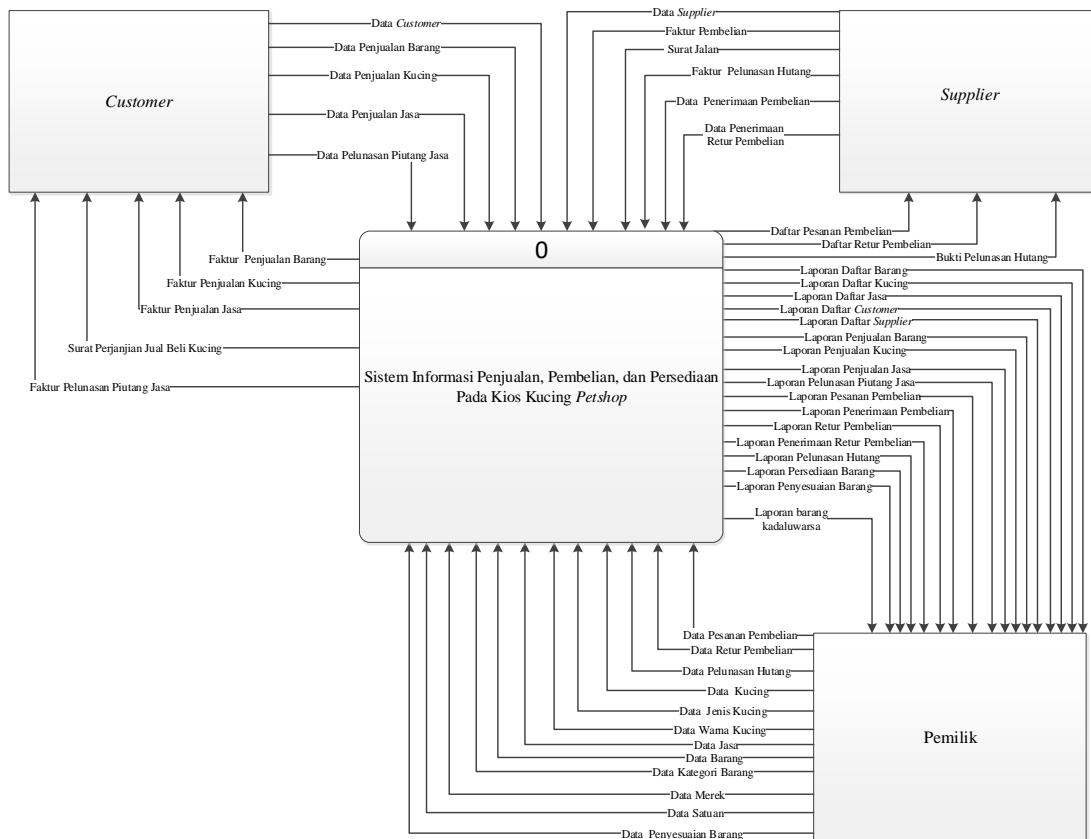 Data Customer
Data Penjualan Barang
Data Penjualan Kucing
Customer
Data Penjualan Jasa
Data Pelunasan Piutang Jasa
Data Supplier
Faktur Pembelian
Surat Jalan
Faktur Pelunasan Hutang
Data Penerimaan Pembelian
Data Penerimaan
Retur Pembelian
Supplier
Faktur Penjualan Barang
Faktur Penjualan Kucing
Faktur Penjualan Jasa
Surat Perjanjian Jual Beli Kucing
Faktur Pelunasan Piutang Jasa
0
Sistem Informasi Penjualan, Pembelian, dan Persediaan
Pada Kios Kucing Petshop
Daftar Pesanan Pembelian
Daftar Retur Pembelian
Bukti Pelunasan Hutang
Laporan Daftar Barang
Laporan Daftar Kucing
Laporan Daftar Jasa
Laporan Daftar Customer
Laporan Daftar Supplier
Laporan Penjualan Barang
Laporan Penjualan Kucing
Laporan Penjualan Jasa
Laporan Pelunasan Piutang Jasa
Laporan Pesanan Pembelian
Laporan Penerimaan Pembelian
Laporan Retur Pembelian
Laporan Penerimaan Retur Pembelian
Laporan Pelunasan Hutang
Laporan Persediaan Barang
Laporan Penyesuaian Barang
Laporan barang
kadaluwarsa
Data Pesanan Pembelian
Data Retur Pembelian
Data Pelunasan Hutang
Data Kucing
Data Jenis Kucing
Data Warna Kucing
Data Jasa
Data Barang
Data Kategori Barang
Data Merek
Data Satuan
Data Penyesuaian Barang
Pemilik